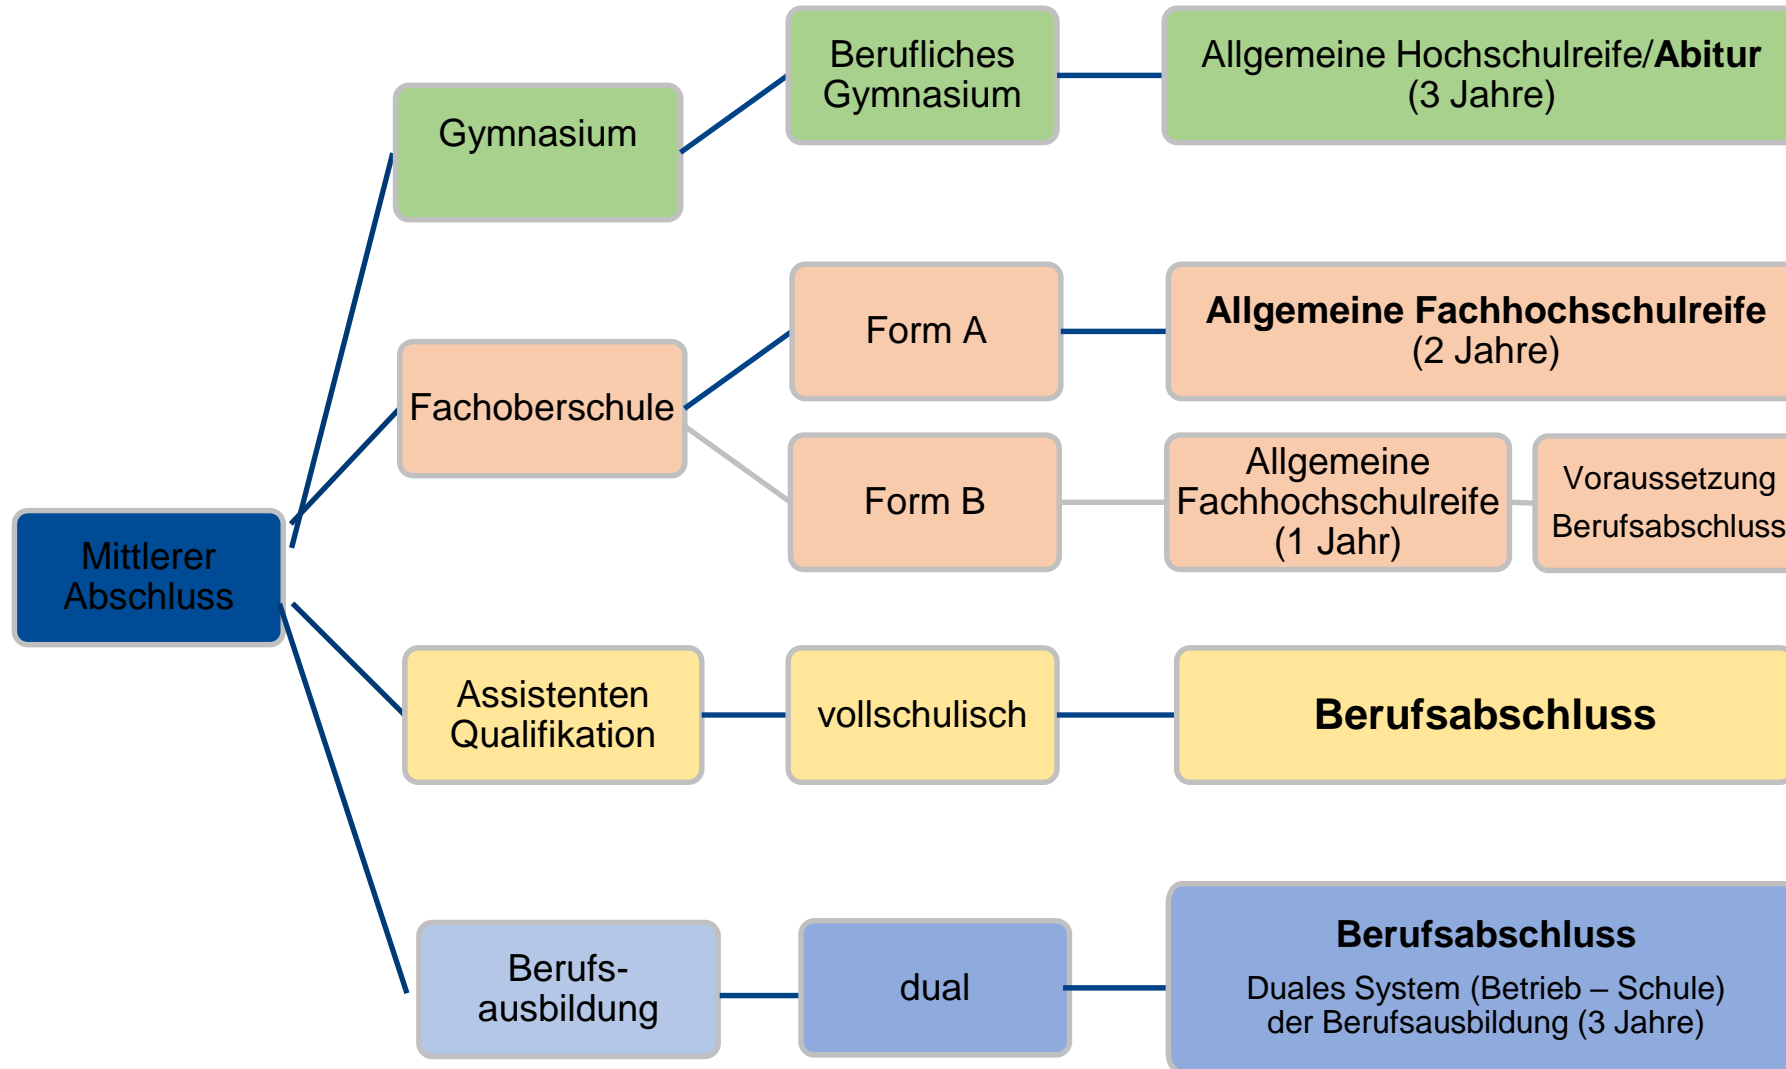 Berufliches
Gymnasium
Allgemeine Hochschulreife/Abitur
(3 Jahre)
Gymnasium
Form A
Allgemeine Fachhochschulreife
(2 Jahre)
Fachoberschule
Form B
Allgemeine
Fachhochschulreife
(1 Jahr)
Voraussetzung
Berufsabschluss
Mittlerer
Abschluss
Assistenten
Qualifikation
vollschulisch
Berufsabschluss
Berufs-
ausbildung
dual
Berufsabschluss
Duales System (Betrieb – Schule)
der Berufsausbildung (3 Jahre)